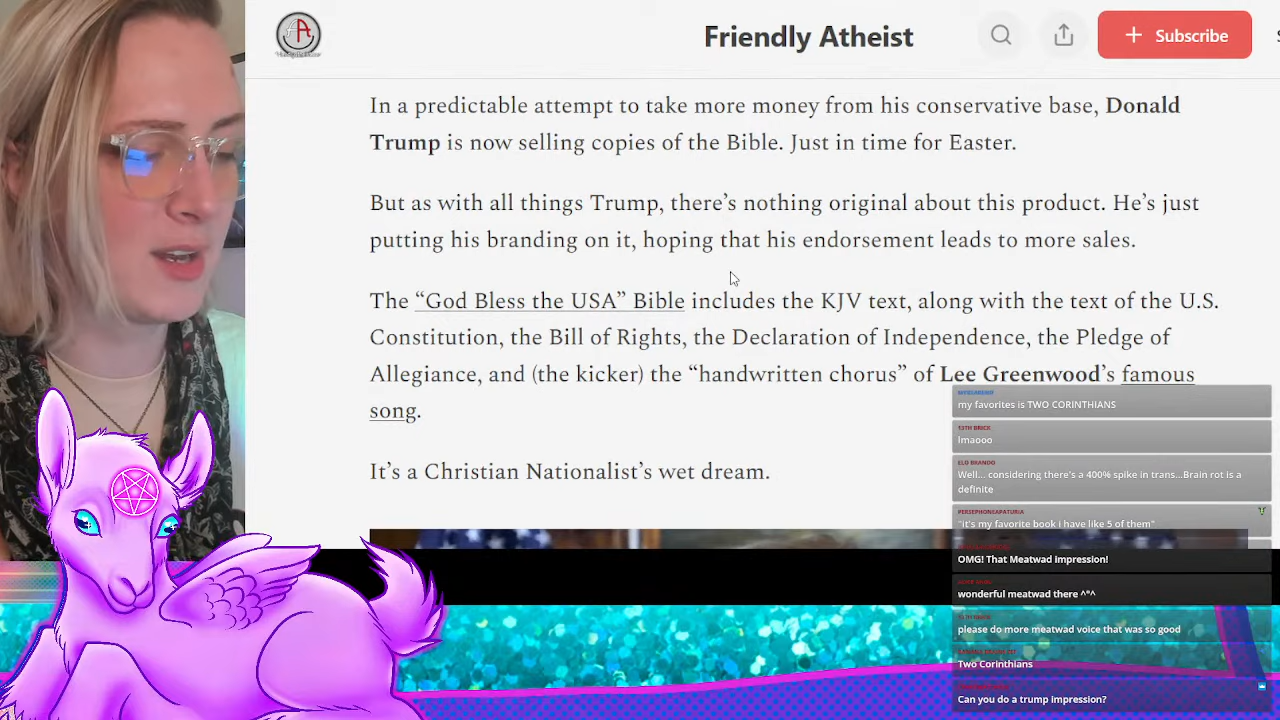 Friendly Atheist
+ Subscribe
In a predictable attempt to take more money from his conservative base, Donald
Trump is now selling copies of the Bible. Just in time for Easter.
But as with all things Trump, there's nothing original about this product. He's just
putting his branding on it, hoping that his endorsement leads to more sales.
The “God Bless the USA” Bible includes the KJV text, along with the text of the U.S.
Constitution, the Bill of Rights, the Declaration of Independence, the Pledge of
Allegiance, and (the kicker) the “handwritten chorus” of Lee Greenwood's famous
song.
It's a Christian Nationalist's wet dream.
my favorites is TWO CORINTHIANS
13TH BRICK
lmaooo
ELO BRANDO
Well... considering there's a 400% spike in trans...Brain rot is a
definite
PERSEPHONEAPATURIA
"it's my favorite book i have like 5 of them"
OMG! That Meatwad Impression!
wonderful meatwad there ^*^
please do more meatwad voice that was so good
Two Corinthians
Can you do a trump impression?